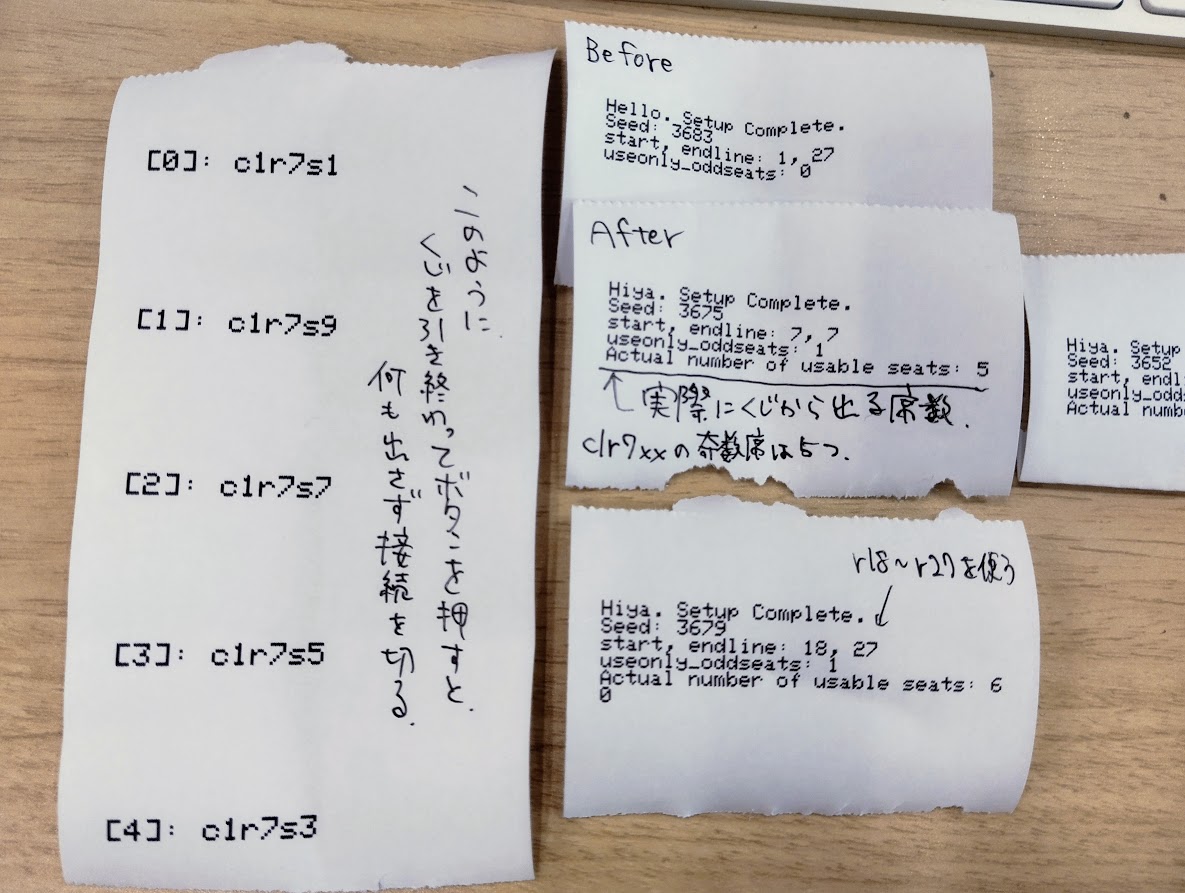 [0]: c1r7s1
[1]: c1r7s9
[2]: c1r7s7
[3]: c1r7s5
[4]: c1r7s3
このように
くじを引き終わってボタンを押すと、
何も出さず接続を切る。
Before
Hello. Setup Complete.
Seed: 3683
start, endline: 1, 27
useonly_oddseats: 0
After
Hiya. Setup Complete.
Seed: 3675
start, endline: 7, 7
useonly_oddseats: 1
Actual number of usable seats: 5
↑実際にくじから出る席数.
c1r7xxの奇数席は5つ.
r18~r27を使う
Hiya. Setup Complete.
Seed: 3679
start, endline: 18, 27
useonly_oddseats: 1
Actual number of usable seats: 6
0
Hiya. Setup
Seed: 3652
start, endl
useonly_odds
Actual numb